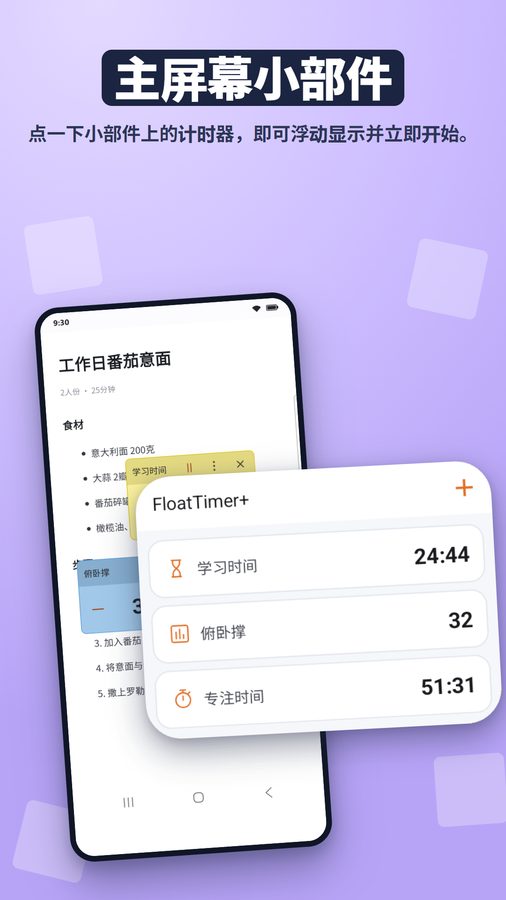 主屏幕小部件
点一下小部件上的计时器，即可浮动显示并立即开始。
9:30
工作日番茄意面
2人份 · 25分钟
食材
意大利面 200克
大蒜 2瓣
学习时间
番茄碎罐
橄榄油、
俯卧撑
3. 加入番茄
4. 将意面与
5. 撒上罗勒
FloatTimer+
学习时间 24:44
俯卧撑 32
专注时间 51:31